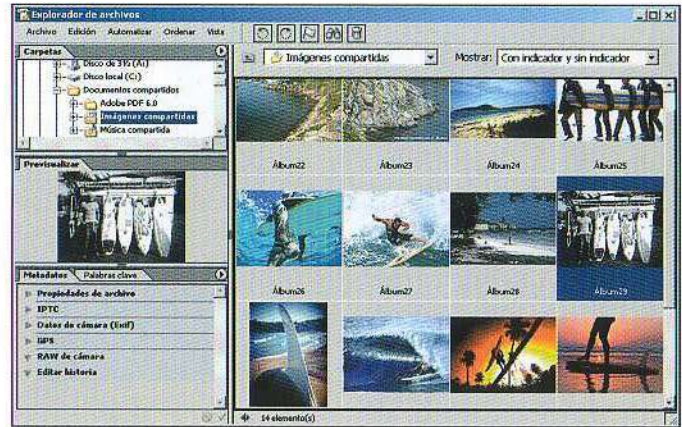 Explorador de archivos
Archivo Edición Automatizar Ordenar Vista
Carpetas
Imágenes compartidas
Mostrar: Con indicador y sin indicador
Disco de 3½ (A:)
Disco local (C:)
Documentos compartidos
Adobe PDF 6.0
Imágenes compartidas
Música compartida
Álbum22 Álbum23 Álbum24 Álbum25
Previsualizar
Álbum26 Álbum27 Álbum28 Álbum29
Metadatos Palabras clave
Propiedades de archivo
IPTC
Datos de cámara (Exif)
GPS
RAW de cámara
Editar historia
14 elemento(s)